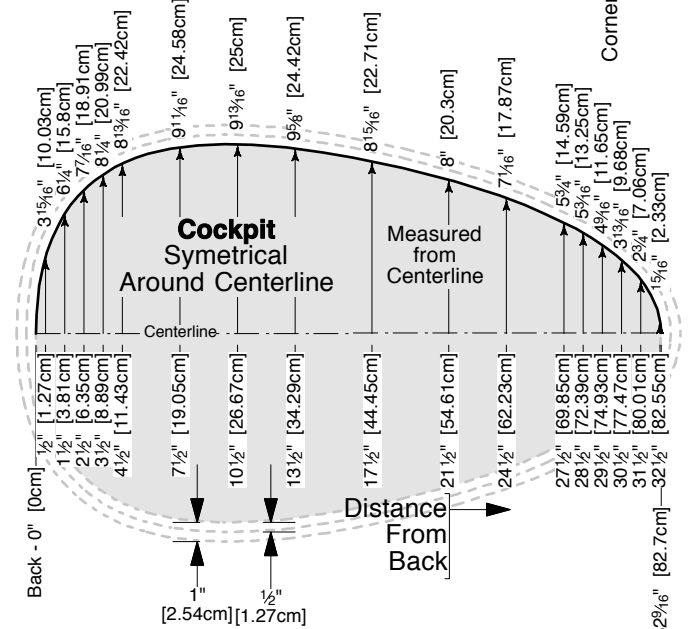 Corner
3 15⁄16" [10.03cm]
6 1⁄4" [15.8cm]
7 7⁄16" [18.91cm]
8 1⁄4" [20.99cm]
8 13⁄16" [22.42cm]
9 11⁄16" [24.58cm]
9 13⁄16" [25cm]
9 5⁄8" [24.42cm]
8 15⁄16" [22.71cm]
8" [20.3cm]
7 1⁄16" [17.87cm]
5 3⁄4" [14.59cm]
5 3⁄16" [13.25cm]
4 9⁄16" [11.65cm]
3 13⁄16" [9.68cm]
2 3⁄4" [7.06cm]
15⁄16" [2.33cm]
Cockpit
Symetrical
Around Centerline
Measured
from
Centerline
Centerline
Back - 0" [0cm]
1⁄2" [1.27cm]
1 1⁄2" [3.81cm]
2 1⁄2" [6.35cm]
3 1⁄2" [8.89cm]
4 1⁄2" [11.43cm]
7 1⁄2" [19.05cm]
10 1⁄2" [26.67cm]
13 1⁄2" [34.29cm]
17 1⁄2" [44.45cm]
21 1⁄2" [54.61cm]
24 1⁄2" [62.23cm]
27 1⁄2" [69.85cm]
28 1⁄2" [72.39cm]
29 1⁄2" [74.93cm]
30 1⁄2" [77.47cm]
31 1⁄2" [80.01cm]
32 1⁄2" [82.55cm]
2 9⁄16" [82.7cm]
Distance
From
Back
1"
[2.54cm]
1⁄2"
[1.27cm]